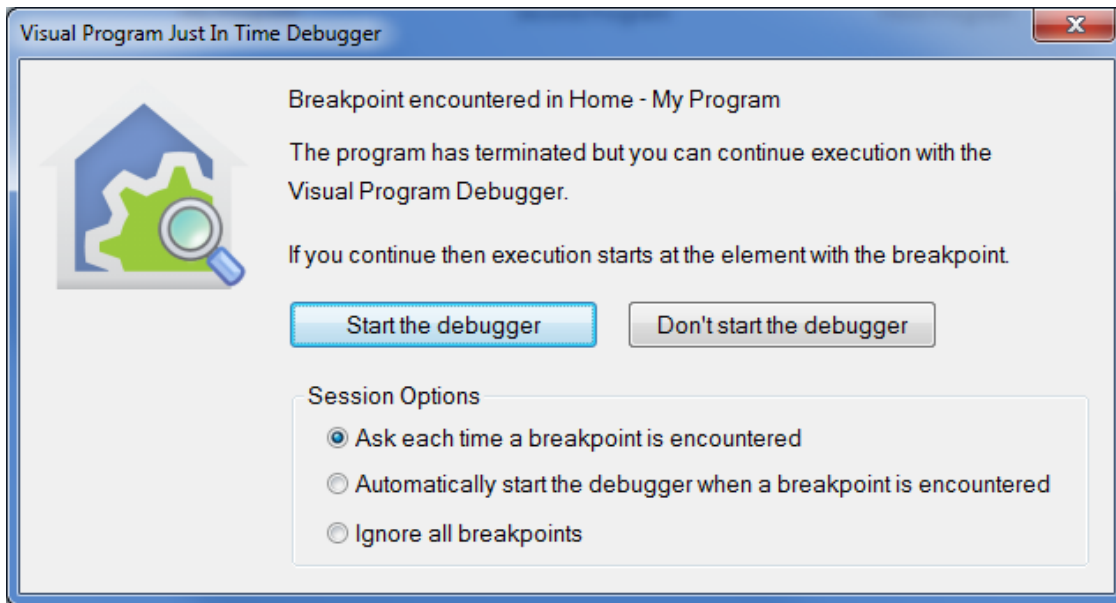 Visual Program Just In Time Debugger
Breakpoint encountered in Home - My Program
The program has terminated but you can continue execution with the
Visual Program Debugger.
If you continue then execution starts at the element with the breakpoint.
Start the debugger
Don't start the debugger
Session Options
Ask each time a breakpoint is encountered
Automatically start the debugger when a breakpoint is encountered
Ignore all breakpoints